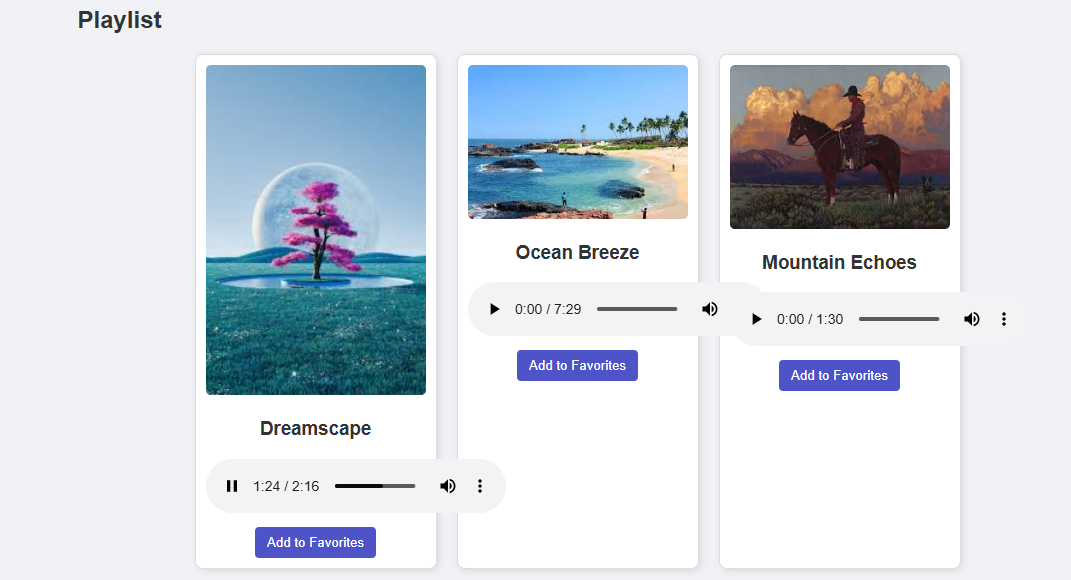 Playlist
Dreamscape
1:24 / 2:16
Add to Favorites
Ocean Breeze
0:00 / 7:29
Add to Favorites
Mountain Echoes
0:00 / 1:30
Add to Favorites